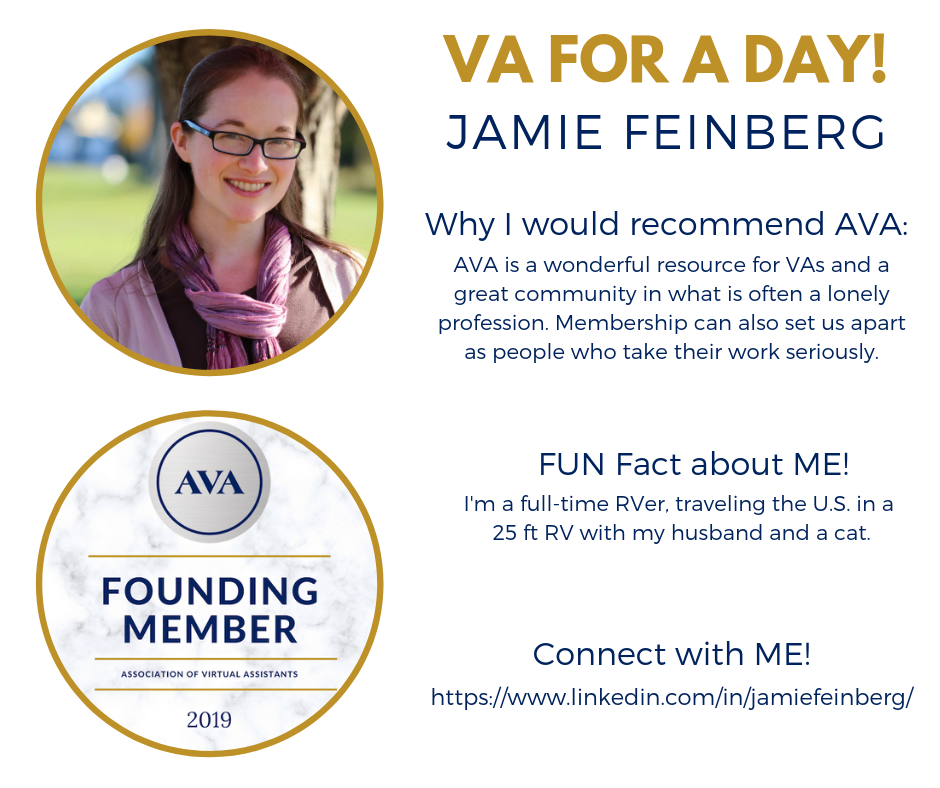 VA FOR A DAY!
JAMIE FEINBERG
Why I would recommend AVA:
AVA is a wonderful resource for VAs and a
great community in what is often a lonely
profession. Membership can also set us apart
as people who take their work seriously.
AVA
FOUNDING
MEMBER
ASSOCIATION OF VIRTUAL ASSISTANTS
2019
FUN Fact about ME!
I'm a full-time RVer, traveling the U.S. in a
25 ft RV with my husband and a cat.
Connect with ME!
https://www.linkedin.com/in/jamiefeinberg/